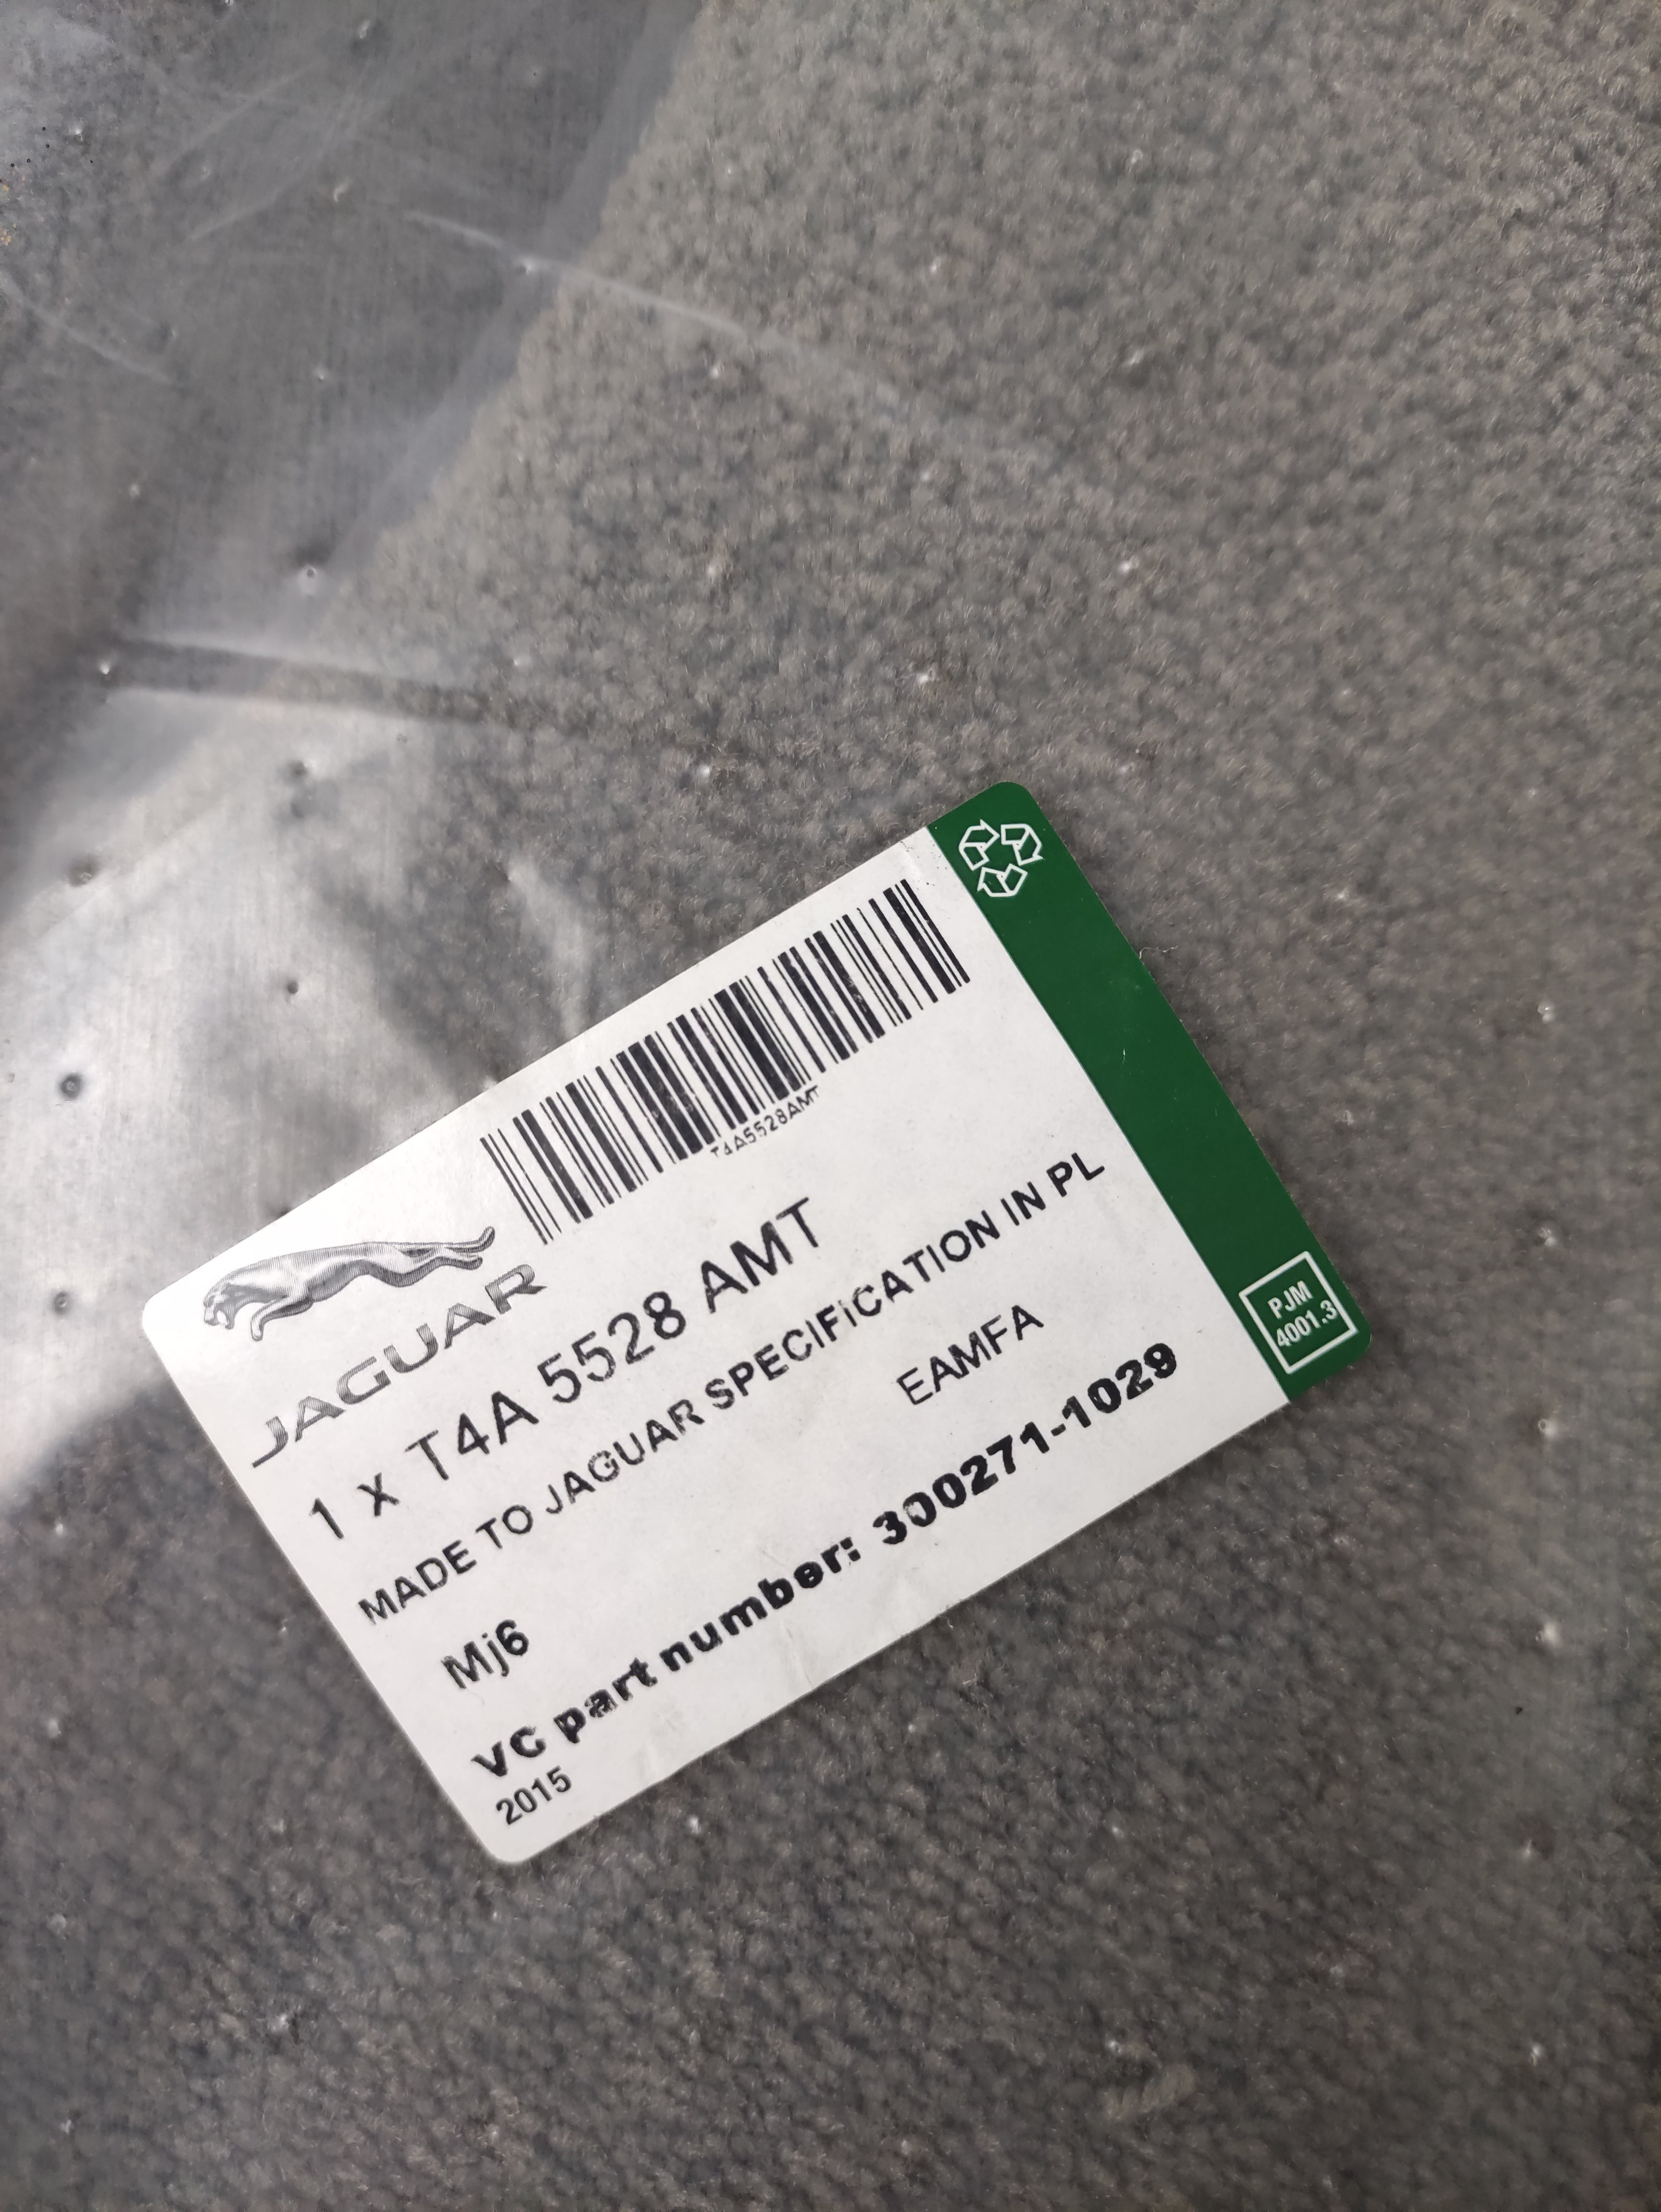 T4A5528AMT
JAGUAR
1 x T4A 5528 AMT
MADE TO JAGUAR SPECIFICATION IN PL
Mj6 EAMFA
VC part number: 300271-1029
2015
PJM
4001.3